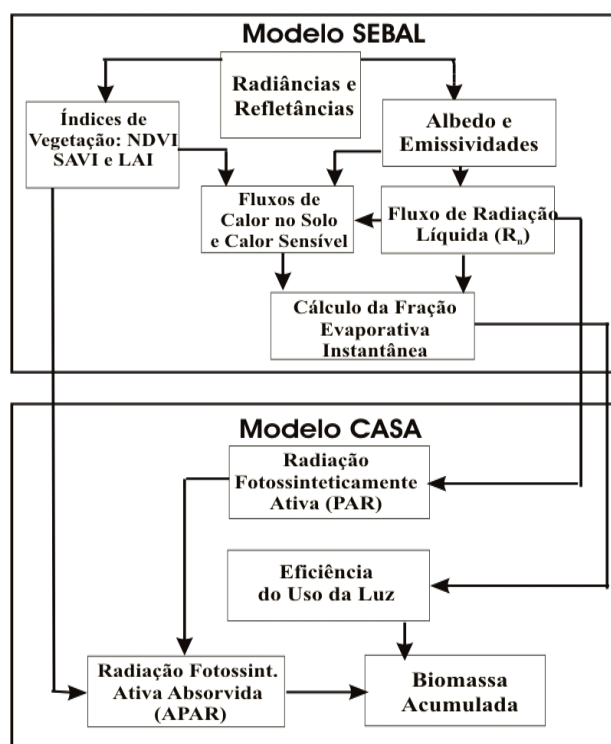 Modelo SEBAL
Radiâncias e
Refletâncias
Índices de
Vegetação: NDVI
SAVI e LAI
Albedo e
Emissividades
Fluxos de
Calor no Solo
e Calor Sensível
Fluxo de Radiação
Líquida (Rn)
Cálculo da Fração
Evaporativa
Instantânea
Modelo CASA
Radiação
Fotossinteticamente
Ativa (PAR)
Eficiência
do Uso da Luz
Radiação Fotossint.
Ativa Absorvida
(APAR)
Biomassa
Acumulada